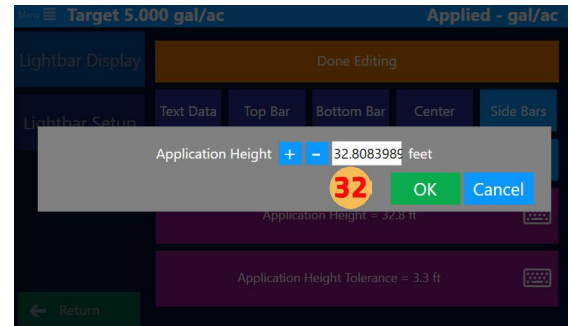 Menu Target 5.000 gal/ac Applied - gal/ac
Lightbar Display Done Editing
Lightbar Setup Text Data Top Bar Bottom Bar Center Side Bars
Application Height + - 32.8083989 feet
32 OK Cancel
Application Height = 32.8 ft
Application Height Tolerance = 3.3 ft
Return